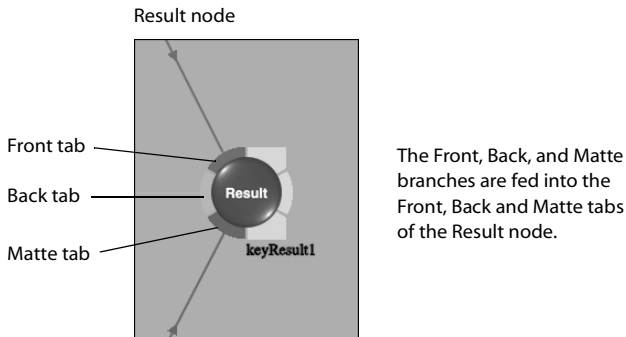 Result node
Front tab
Back tab
Matte tab
Result
keyResult1
The Front, Back, and Matte
branches are fed into the
Front, Back and Matte tabs
of the Result node.